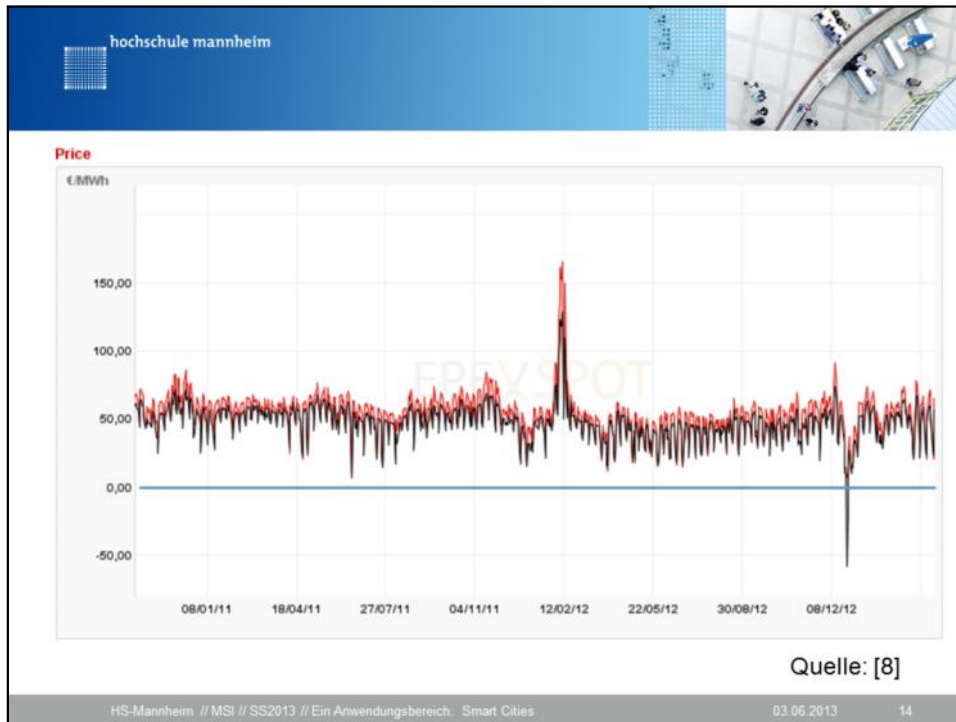 hochschule mannheim
Price
€/MWh
150,00
100,00
50,00
0,00
-50,00
EPEXSPOT
08/01/11 18/04/11 27/07/11 04/11/11 12/02/12 22/05/12 30/08/12 08/12/12
Quelle: [8]
HS-Mannheim // MSI // SS2013 // Ein Anwendungsbereich: Smart Cities 03.06.2013 14